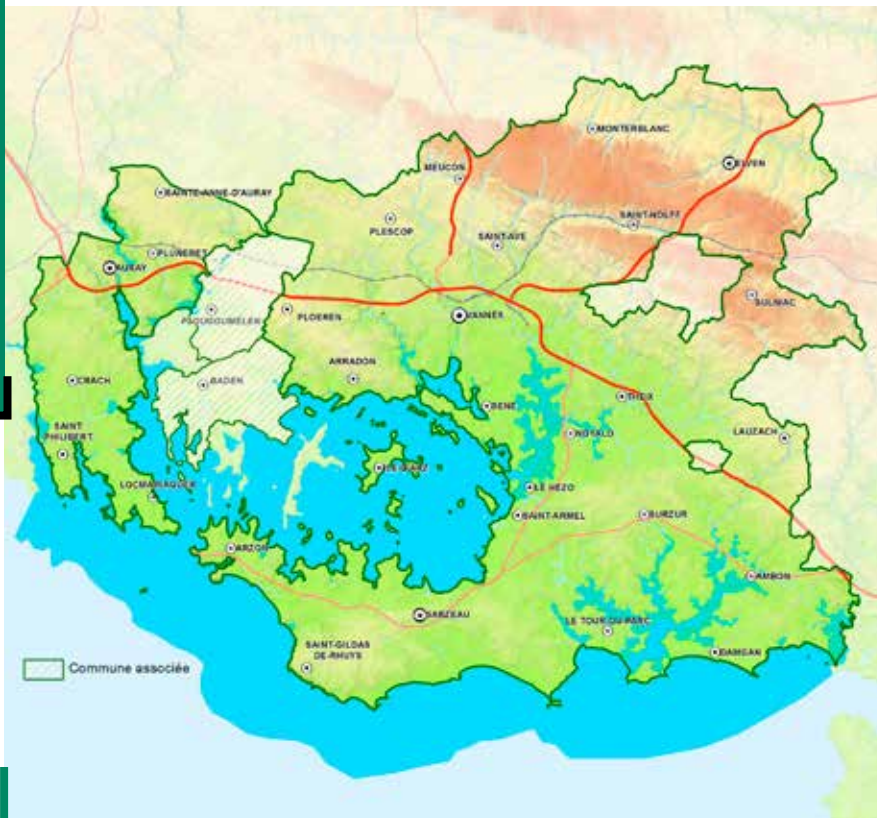 MONTERBLANC
ELVEN
MEUCON
SAINTE-ANNE-D'AURAY
PLESCOP
SAINT-NOLFF
SAINT-AVE
PLUNERET
AURAY
SULNIAC
PLOUGOUMELEN
PLOEREN
VANNES
ARRADON
CRACH
BADEN
THEIX
SENE
SAINT
PHILIBERT
NOYALO
LAUZACH
LOCMARIAQUER
LE HEZO
SAINT-ARMEL
SURZUR
ARZON
AMBON
SARZEAU
LE TOUR DU PARC
SAINT-GILDAS
DE-RHUYS
DAMGAN
Commune associée